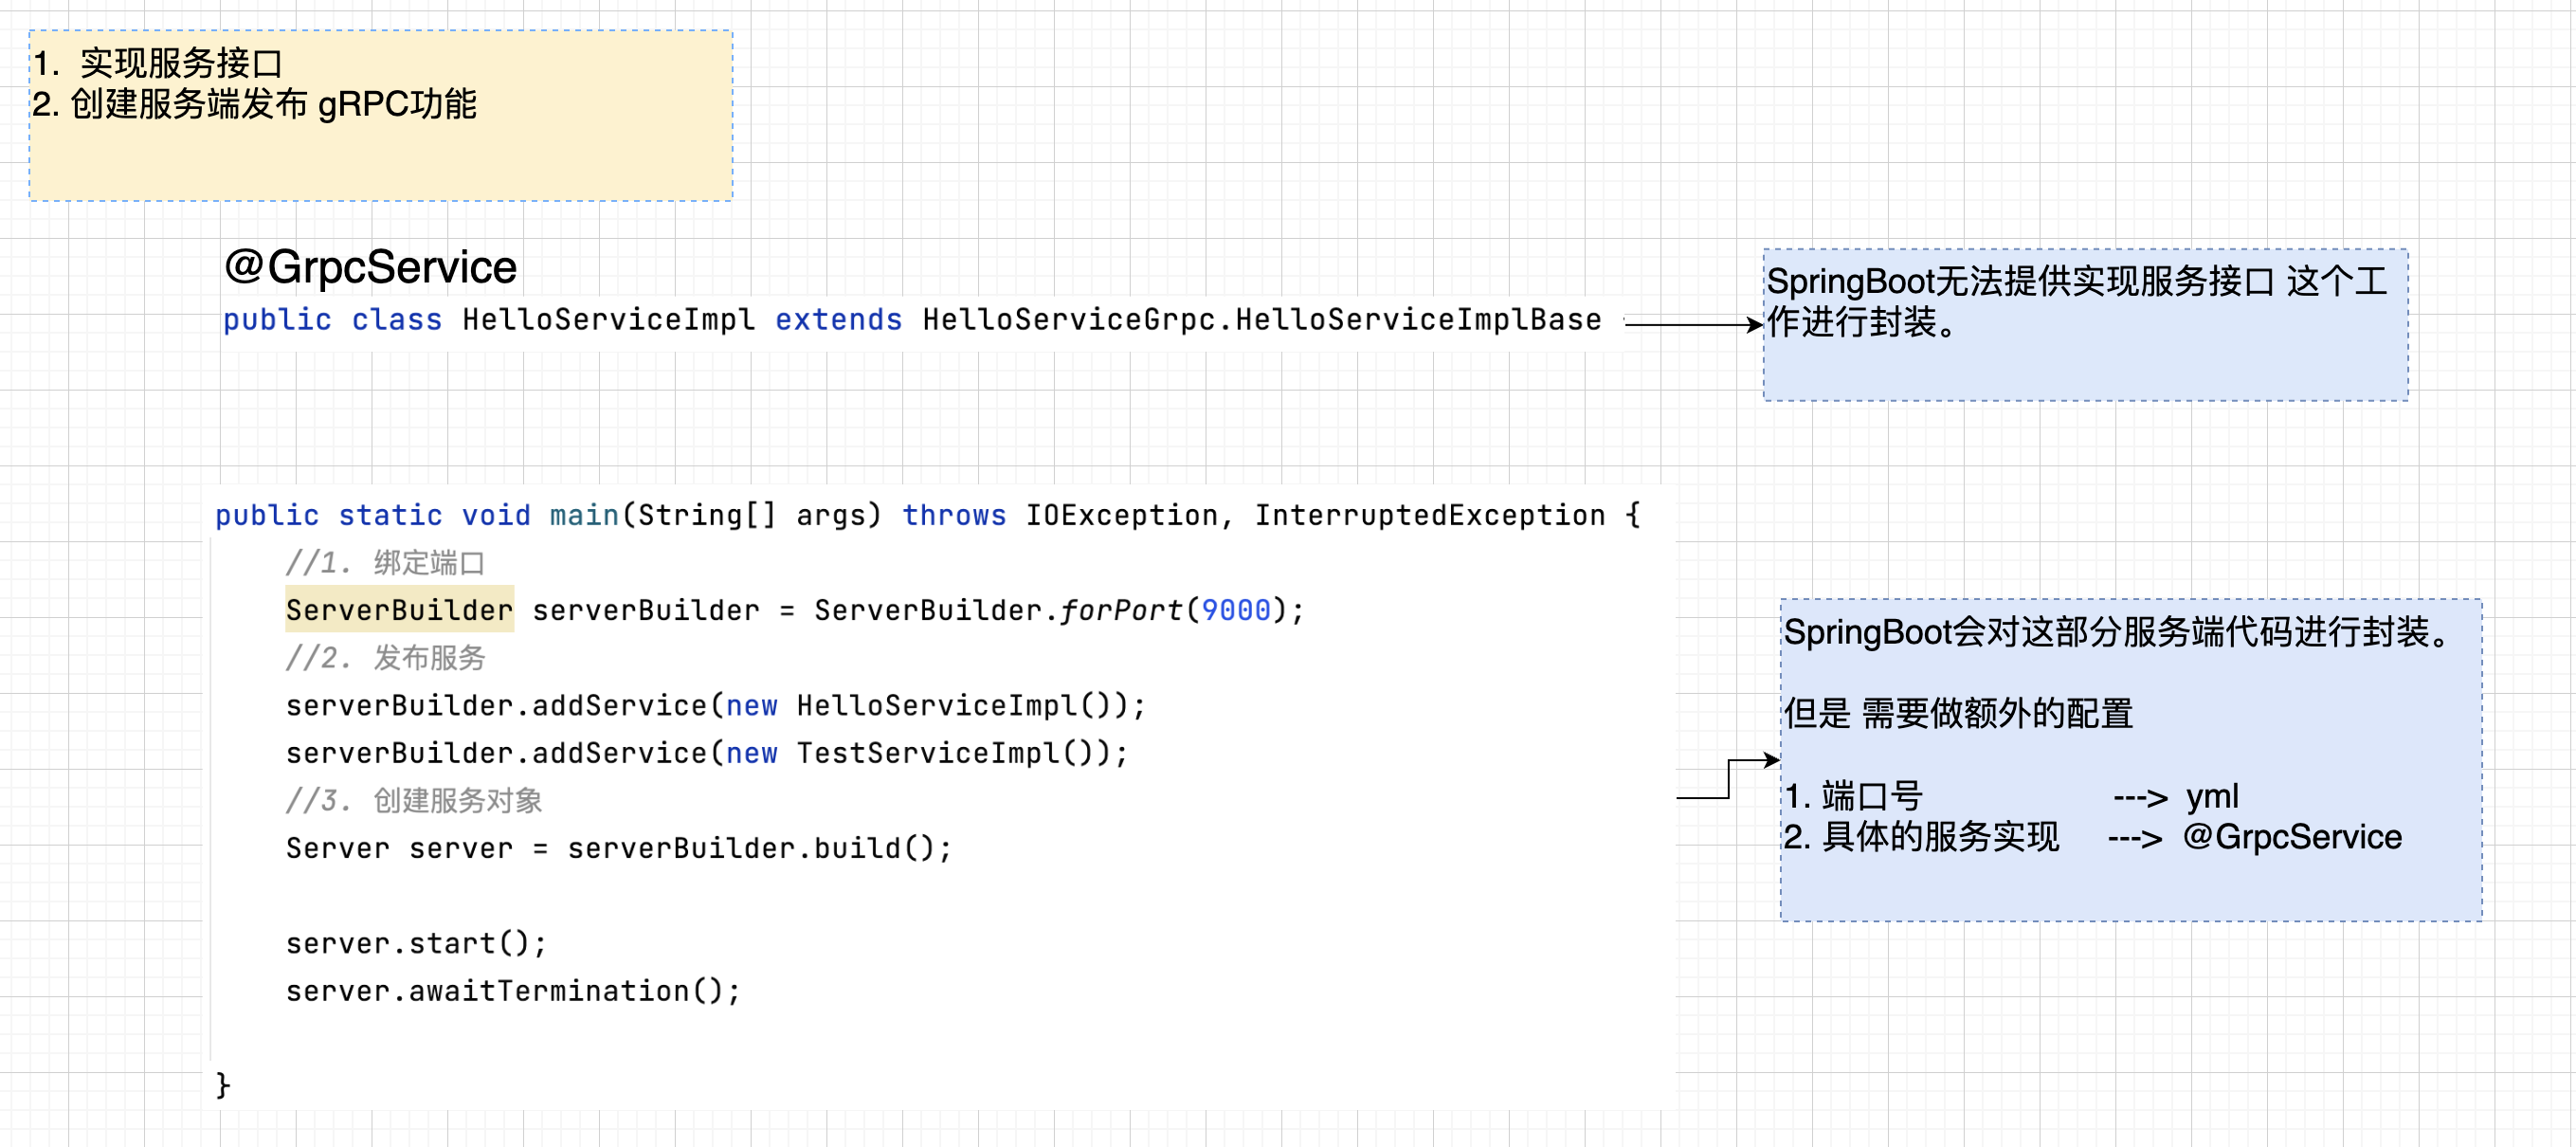 1. 实现服务接口
2. 创建服务端发布 gRPC功能
@GrpcService
public class HelloServiceImpl extends HelloServiceGrpc.HelloServiceImplBase
SpringBoot无法提供实现服务接口 这个工
作进行封装。
public static void main(String[] args) throws IOException, InterruptedException {
//1. 绑定端口
ServerBuilder serverBuilder = ServerBuilder.forPort(9000);
//2. 发布服务
serverBuilder.addService(new HelloServiceImpl());
serverBuilder.addService(new TestServiceImpl());
//3. 创建服务对象
Server server = serverBuilder.build();
server.start();
server.awaitTermination();
}
SpringBoot会对这部分服务端代码进行封装。
但是 需要做额外的配置
1. 端口号 ---> yml
2. 具体的服务实现 ---> @GrpcService